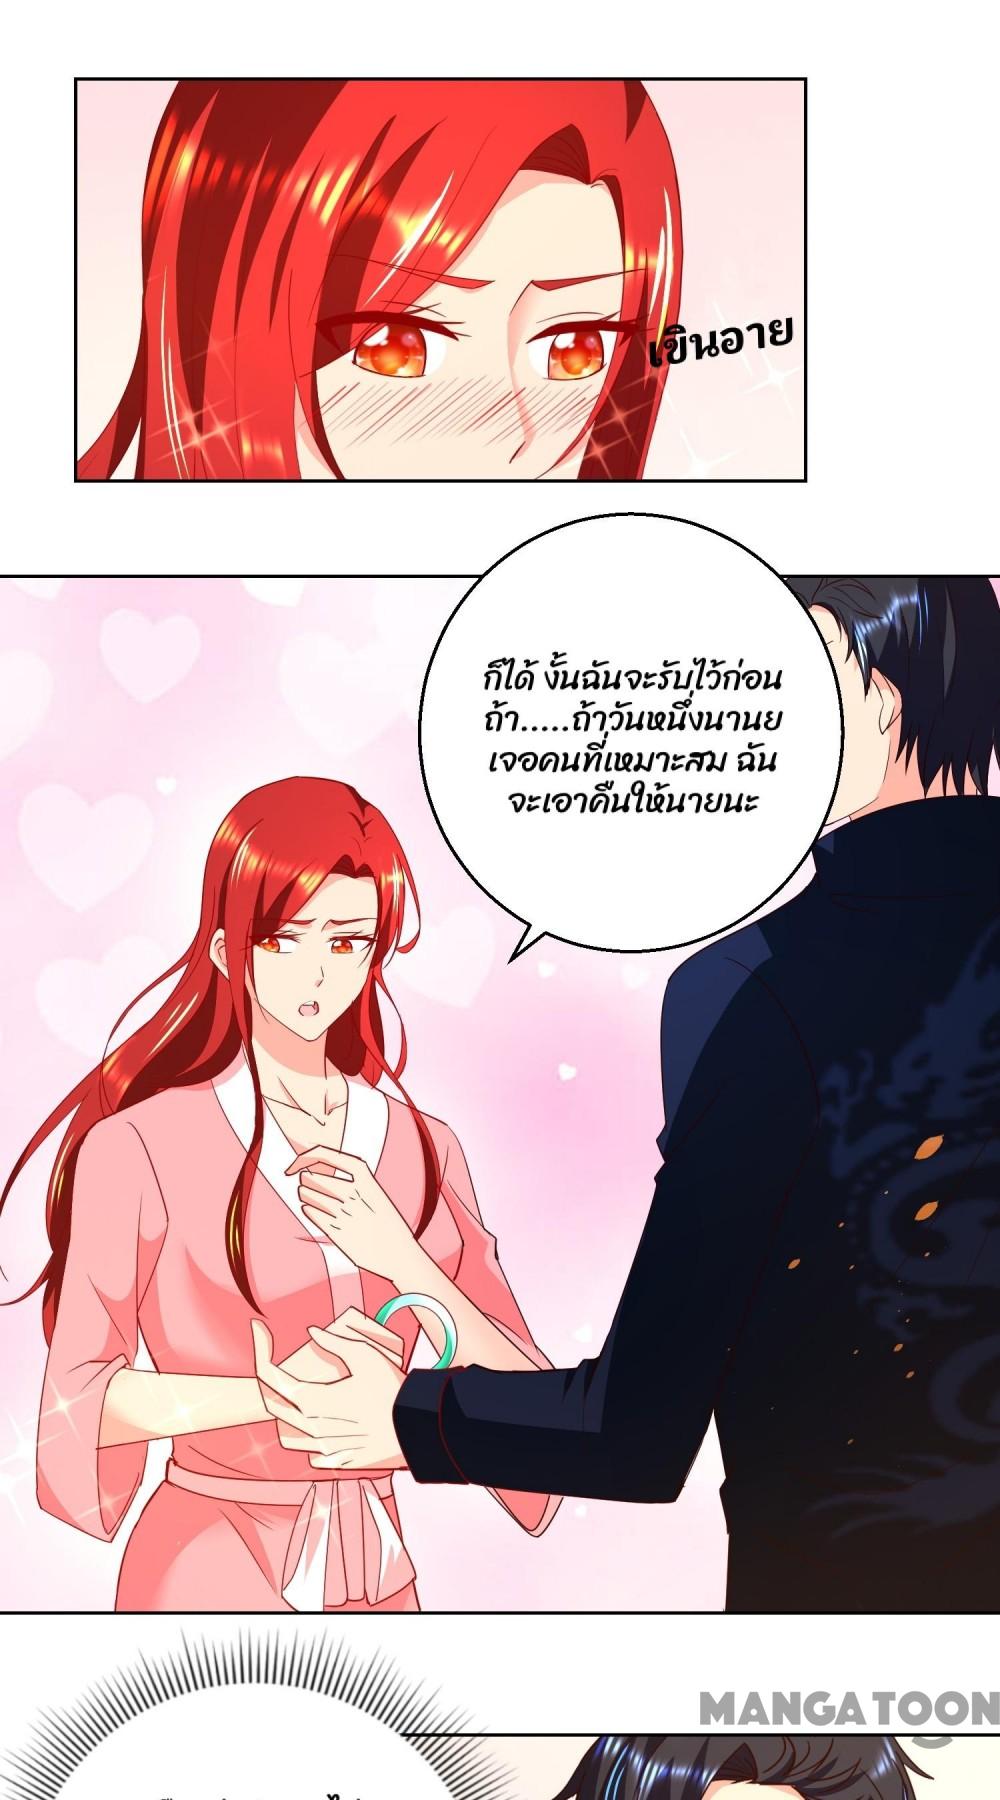 เขินอาย
ก็ได้ งั้นฉันจะรับไว้ก่อน
ถ้า.....ถ้าวันหนึ่งนานย
เจอคนที่เหมาะสม ฉัน
จะเอาคืนให้นายนะ
MANGATOON